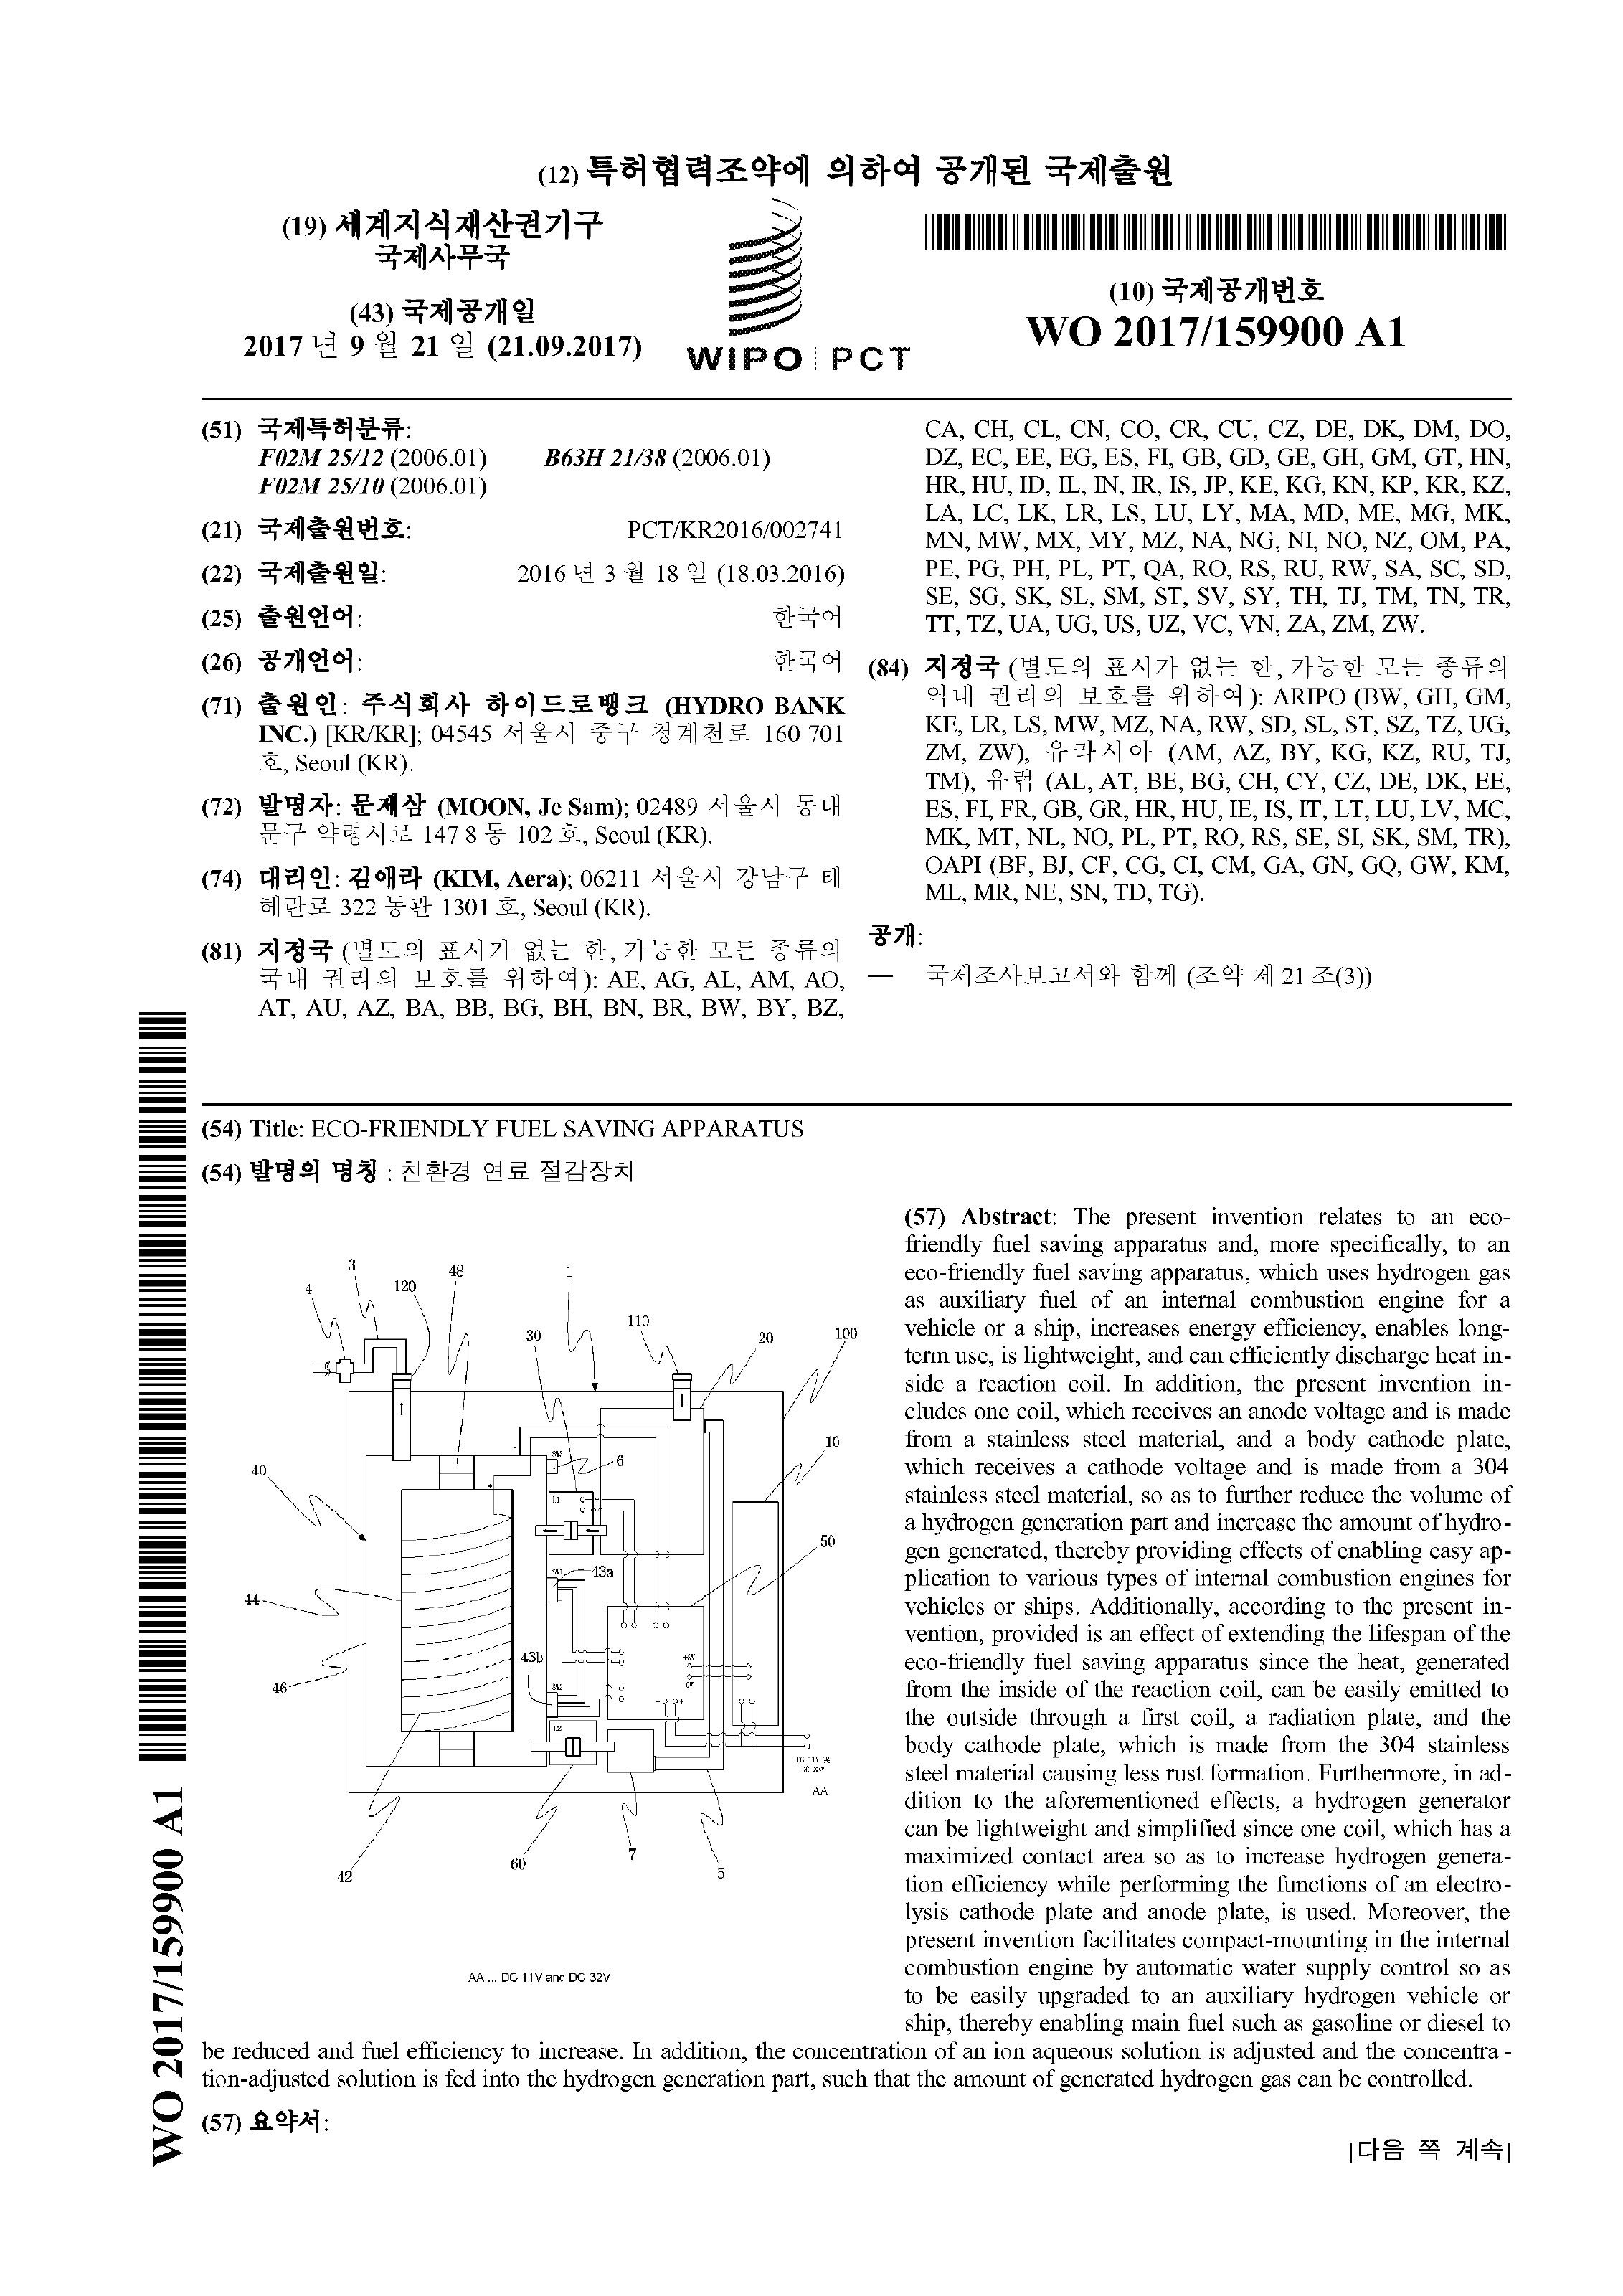 (12) 특허협력조약에 의하여 공개된 국제출원
(19) 세계지식재산권기구
국제사무국
(43) 국제공개일
2017 년 9 월 21 일 (21.09.2017)
WIPO | PCT
(10) 국제공개번호
WO 2017/159900 A1
(51) 국제특허분류:
F02M 25/12 (2006.01) B63H 21/38 (2006.01)
F02M 25/10 (2006.01)
(21) 국제출원번호: PCT/KR2016/002741
(22) 국제출원일: 2016 년 3 월 18 일 (18.03.2016)
(25) 출원언어: 한국어
(26) 공개언어: 한국어
(71) 출원인: 주식회사 하이드로뱅크 (HYDRO BANK
INC.) [KR/KR]; 04545 서울시 중구 청계천로 160 701
호, Seoul (KR).
(72) 발명자: 문제삼 (MOON, Je Sam); 02489 서울시 동대
문구 약령시로 147 8 동 102 호, Seoul (KR).
(74) 대리인: 김애라 (KIM, Aera); 06211 서울시 강남구 테
헤란로 322 동관 1301 호, Seoul (KR).
(81) 지정국 (별도의 표시가 없는 한, 가능한 모든 종류의
국내 권리의 보호를 위하여): AE, AG, AL, AM, AO,
AT, AU, AZ, BA, BB, BG, BH, BN, BR, BW, BY, BZ,
CA, CH, CL, CN, CO, CR, CU, CZ, DE, DK, DM, DO,
DZ, EC, EE, EG, ES, FI, GB, GD, GE, GH, GM, GT, HN,
HR, HU, ID, IL, IN, IR, IS, JP, KE, KG, KN, KP, KR, KZ,
LA, LC, LK, LR, LS, LU, LY, MA, MD, ME, MG, MK,
MN, MW, MX, MY, MZ, NA, NG, NI, NO, NZ, OM, PA,
PE, PG, PH, PL, PT, QA, RO, RS, RU, RW, SA, SC, SD,
SE, SG, SK, SL, SM, ST, SV, SY, TH, TJ, TM, TN, TR,
TT, TZ, UA, UG, US, UZ, VC, VN, ZA, ZM, ZW.
(84) 지정국 (별도의 표시가 없는 한, 가능한 모든 종류의
역내 권리의 보호를 위하여): ARIPO (BW, GH, GM,
KE, LR, LS, MW, MZ, NA, RW, SD, SL, ST, SZ, TZ, UG,
ZM, ZW), 유라시아 (AM, AZ, BY, KG, KZ, RU, TJ,
TM), 유럽 (AL, AT, BE, BG, CH, CY, CZ, DE, DK, EE,
ES, FI, FR, GB, GR, HR, HU, IE, IS, IT, LT, LU, LV, MC,
MK, MT, NL, NO, PL, PT, RO, RS, SE, SI, SK, SM, TR),
OAPI (BF, BJ, CF, CG, CI, CM, GA, GN, GQ, GW, KM,
ML, MR, NE, SN, TD, TG).
공개:
— 국제조사보고서와 함께 (조약 제 21 조(3))
(54) Title: ECO-FRIENDLY FUEL SAVING APPARATUS
(54) 발명의 명칭 : 친환경 연료 절감장치
3
4
120
48
1
30
110
20
100
10
40
SW3
6
L1
50
SW1
43a
44
43b
+6V
0V
46
SW2
L2
- +
DC 11V 및
DC 32V
AA
42
60
7
5
AA ... DC 11V and DC 32V
(57) Abstract: The present invention relates to an eco-
friendly fuel saving apparatus and, more specifically, to an
eco-friendly fuel saving apparatus, which uses hydrogen gas
as auxiliary fuel of an internal combustion engine for a
vehicle or a ship, increases energy efficiency, enables long-
term use, is lightweight, and can efficiently discharge heat in-
side a reaction coil. In addition, the present invention in-
cludes one coil, which receives an anode voltage and is made
from a stainless steel material, and a body cathode plate,
which receives a cathode voltage and is made from a 304
stainless steel material, so as to further reduce the volume of
a hydrogen generation part and increase the amount of hydro-
gen generated, thereby providing effects of enabling easy ap-
plication to various types of internal combustion engines for
vehicles or ships. Additionally, according to the present in-
vention, provided is an effect of extending the lifespan of the
eco-friendly fuel saving apparatus since the heat, generated
from the inside of the reaction coil, can be easily emitted to
the outside through a first coil, a radiation plate, and the
body cathode plate, which is made from the 304 stainless
steel material causing less rust formation. Furthermore, in ad-
dition to the aforementioned effects, a hydrogen generator
can be lightweight and simplified since one coil, which has a
maximized contact area so as to increase hydrogen genera-
tion efficiency while performing the functions of an electro-
lysis cathode plate and anode plate, is used. Moreover, the
present invention facilitates compact-mounting in the internal
combustion engine by automatic water supply control so as
to be easily upgraded to an auxiliary hydrogen vehicle or
ship, thereby enabling main fuel such as gasoline or diesel to
be reduced and fuel efficiency to increase. In addition, the concentration of an ion aqueous solution is adjusted and the concentra-
tion-adjusted solution is fed into the hydrogen generation part, such that the amount of generated hydrogen gas can be controlled.
(57) 요약서:
[다음 쪽 계속]
WO 2017/159900 A1